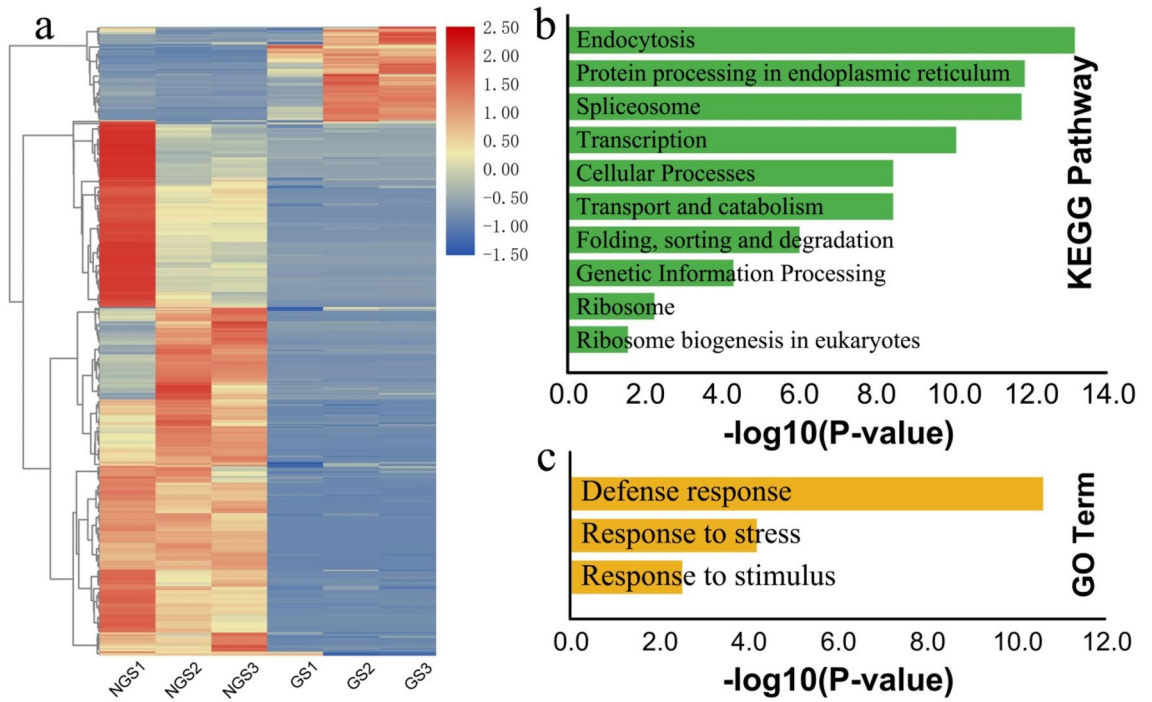 a
2.50
2.00
1.50
1.00
0.50
0.00
-0.50
-1.00
-1.50
NGS1
NGS2
NGS3
GS1
GS2
GS3
b
Endocytosis
Protein processing in endoplasmic reticulum
Spliceosome
Transcription
Cellular Processes
Transport and catabolism
Folding, sorting and degradation
Genetic Information Processing
Ribosome
Ribosome biogenesis in eukaryotes
KEGG Pathway
0.0 2.0 4.0 6.0 8.0 10.0 12.0 14.0
-log10(P-value)
c
Defense response
Response to stress
Response to stimulus
GO Term
0.0 2.0 4.0 6.0 8.0 10.0 12.0
-log10(P-value)